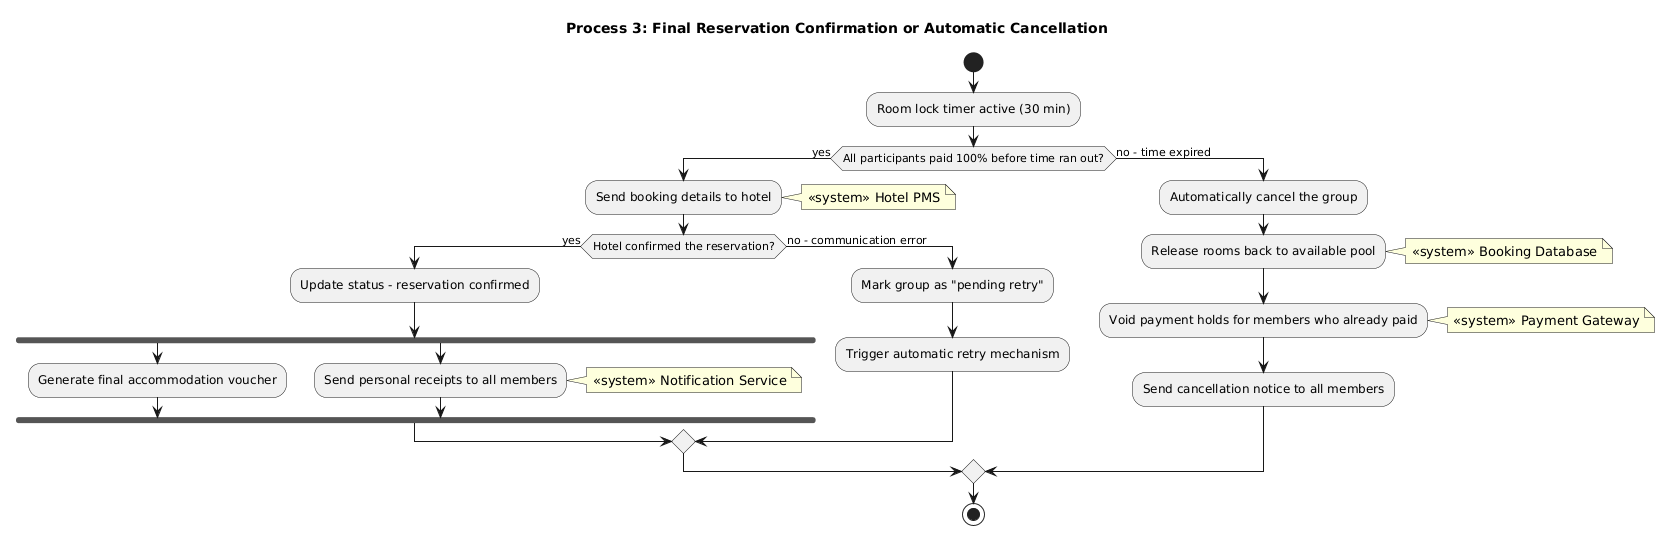 Process 3: Final Reservation Confirmation or Automatic Cancellation
Room lock timer active (30 min)
yes
All participants paid 100% before time ran out?
no - time expired
Send booking details to hotel
«system» Hotel PMS
Automatically cancel the group
yes
Hotel confirmed the reservation?
no - communication error
Release rooms back to available pool
«system» Booking Database
Update status - reservation confirmed
Mark group as "pending retry"
Void payment holds for members who already paid
«system» Payment Gateway
Trigger automatic retry mechanism
Generate final accommodation voucher
Send personal receipts to all members
«system» Notification Service
Send cancellation notice to all members